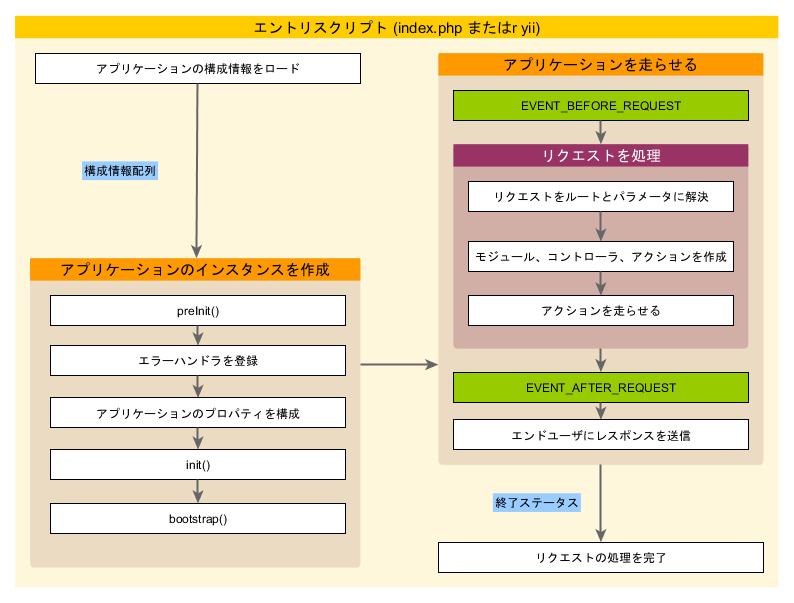 エントリスクリプト (index.php またはr yii)
アプリケーションの構成情報をロード
構成情報配列
アプリケーションのインスタンスを作成
preInit()
エラーハンドラを登録
アプリケーションのプロパティを構成
init()
bootstrap()
アプリケーションを走らせる
EVENT_BEFORE_REQUEST
リクエストを処理
リクエストをルートとパラメータに解決
モジュール、コントローラ、アクションを作成
アクションを走らせる
EVENT_AFTER_REQUEST
エンドユーザにレスポンスを送信
終了ステータス
リクエストの処理を完了